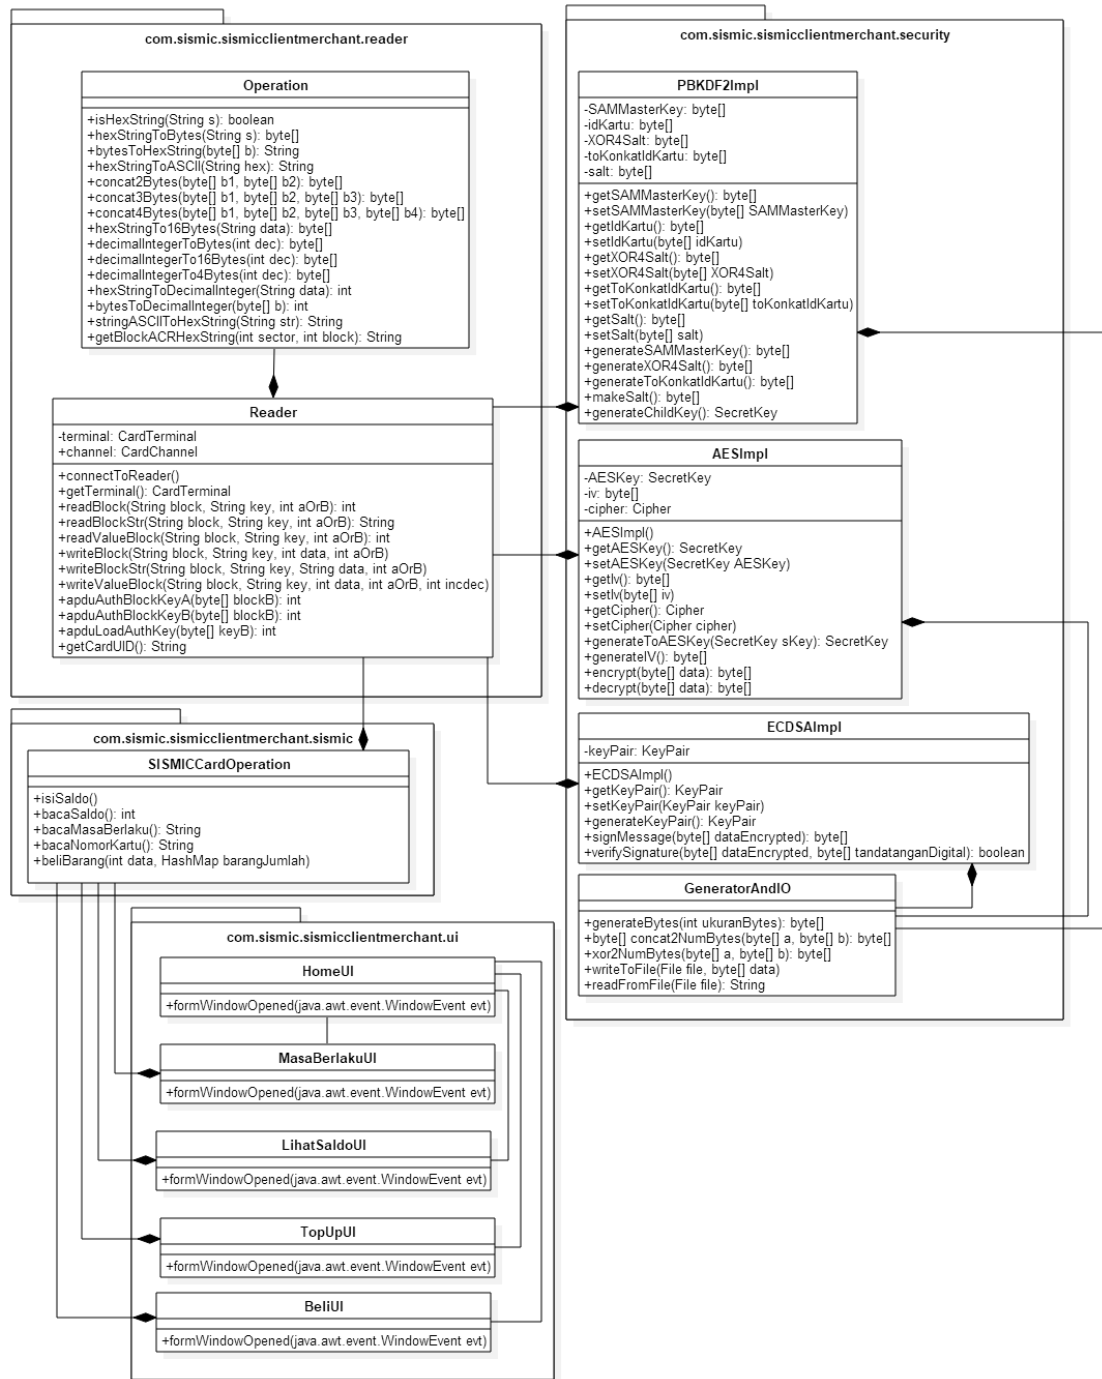 com.sismic.sismicclientmerchant.reader
Operation
+isHexString(String s): boolean
+hexStringToBytes(String s): byte[]
+bytesToHexString(byte[] b): String
+hexStringToASCII(String hex): String
+concat2Bytes(byte[] b1, byte[] b2): byte[]
+concat3Bytes(byte[] b1, byte[] b2, byte[] b3): byte[]
+concat4Bytes(byte[] b1, byte[] b2, byte[] b3, byte[] b4): byte[]
+hexStringTo16Bytes(String data): byte[]
+decimalIntegerToBytes(int dec): byte[]
+decimalIntegerTo16Bytes(int dec): byte[]
+decimalIntegerTo4Bytes(int dec): byte[]
+hexStringToDecimalInteger(String data): int
+bytesToDecimalInteger(byte[] b): int
+stringASCIIToHexString(String str): String
+getBlockACRHexString(int sector, int block): String
Reader
-terminal: CardTerminal
+channel: CardChannel
+connectToReader()
+getTerminal(): CardTerminal
+readBlock(String block, String key, int aOrB): int
+readBlockStr(String block, String key, int aOrB): String
+readValueBlock(String block, String key, int aOrB): int
+writeBlock(String block, String key, int data, int aOrB)
+writeBlockStr(String block, String key, String data, int aOrB)
+writeValueBlock(String block, String key, int data, int aOrB, int incdec)
+apduAuthBlockKeyA(byte[] blockB): int
+apduAuthBlockKeyB(byte[] blockB): int
+apduLoadAuthKey(byte[] keyB): int
+getCardUID(): String
com.sismic.sismicclientmerchant.security
PBKDF2Impl
-SAMMasterKey: byte[]
-idKartu: byte[]
-XOR4Salt: byte[]
-toKonkatIdKartu: byte[]
-salt: byte[]
+getSAMMasterKey(): byte[]
+setSAMMasterKey(byte[] SAMMasterKey)
+getIdKartu(): byte[]
+setIdKartu(byte[] idKartu)
+getXOR4Salt(): byte[]
+setXOR4Salt(byte[] XOR4Salt)
+getToKonkatIdKartu(): byte[]
+setToKonkatIdKartu(byte[] toKonkatIdKartu)
+getSalt(): byte[]
+setSalt(byte[] salt)
+generateSAMMasterKey(): byte[]
+generateXOR4Salt(): byte[]
+generateToKonkatIdKartu(): byte[]
+makeSalt(): byte[]
+generateChildKey(): SecretKey
AESImpl
-AESKey: SecretKey
-iv: byte[]
-cipher: Cipher
+AESImpl()
+getAESKey(): SecretKey
+setAESKey(SecretKey AESKey)
+getIv(): byte[]
+setIv(byte[] iv)
+getCipher(): Cipher
+setCipher(Cipher cipher)
+generateToAESKey(SecretKey sKey): SecretKey
+generateIV(): byte[]
+encrypt(byte[] data): byte[]
+decrypt(byte[] data): byte[]
ECDSAImpl
-keyPair: KeyPair
+ECDSAImpl()
+getKeyPair(): KeyPair
+setKeyPair(KeyPair keyPair)
+generateKeyPair(): KeyPair
+signMessage(byte[] dataEncrypted): byte[]
+verifySignature(byte[] dataEncrypted, byte[] tandatanganDigital): boolean
GeneratorAndIO
+generateBytes(int ukuranBytes): byte[]
+byte[] concat2NumBytes(byte[] a, byte[] b): byte[]
+xor2NumBytes(byte[] a, byte[] b): byte[]
+writeToFile(File file, byte[] data)
+readFromFile(File file): String
com.sismic.sismicclientmerchant.sismic
SISMICCardOperation
+isiSaldo()
+bacaSaldo(): int
+bacaMasaBerlaku(): String
+bacaNomorKartu(): String
+beliBarang(int data, HashMap barangJumlah)
com.sismic.sismicclientmerchant.ui
HomeUI
+formWindowOpened(java.awt.event.WindowEvent evt)
MasaBerlakuUI
+formWindowOpened(java.awt.event.WindowEvent evt)
LihatSaldoUI
+formWindowOpened(java.awt.event.WindowEvent evt)
TopUpUI
+formWindowOpened(java.awt.event.WindowEvent evt)
BeliUI
+formWindowOpened(java.awt.event.WindowEvent evt)